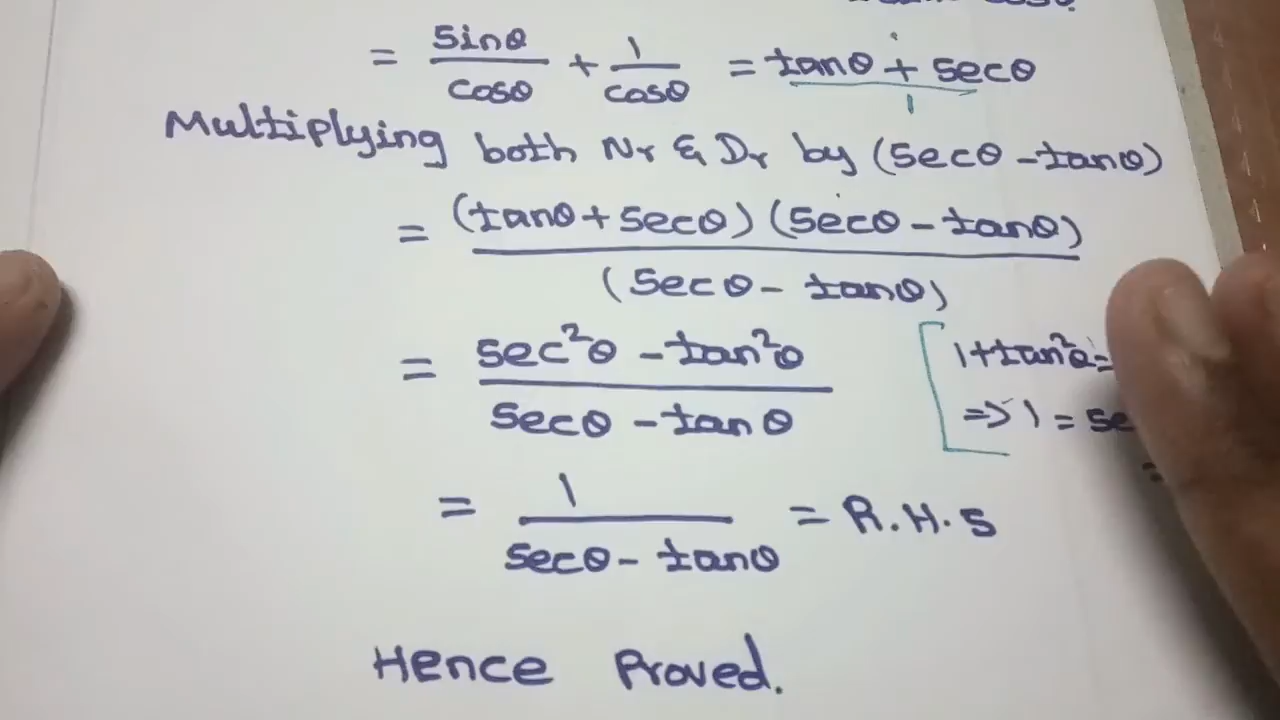 = sinθ/cosθ + 1/cosθ = (tanθ + secθ)/1
Multiplying both Nr & Dr by (secθ - tanθ)
= (tanθ + secθ) (secθ - tanθ)/(secθ - tanθ)
= sec²θ - tan²θ/secθ - tanθ
1+tan²θ=
=> 1 = se
= 1/secθ - tanθ = R.H.S
Hence Proved.